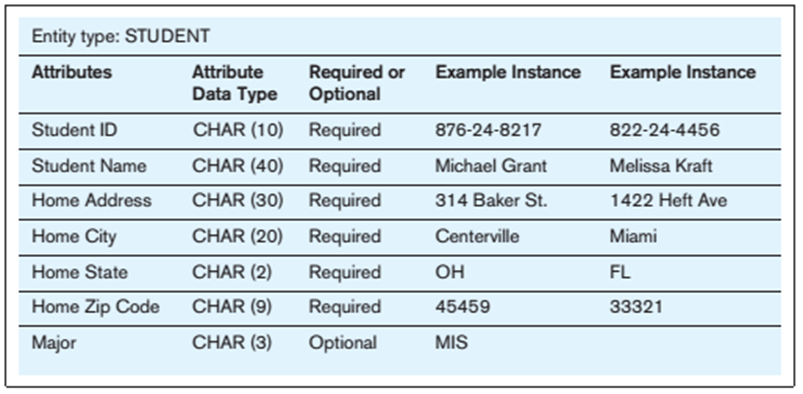 Entity type: STUDENT
Attributes Attribute Data Type Required or Optional Example Instance Example Instance
Student ID CHAR (10) Required 876-24-8217 822-24-4456
Student Name CHAR (40) Required Michael Grant Melissa Kraft
Home Address CHAR (30) Required 314 Baker St. 1422 Heft Ave
Home City CHAR (20) Required Centerville Miami
Home State CHAR (2) Required OH FL
Home Zip Code CHAR (9) Required 45459 33321
Major CHAR (3) Optional MIS